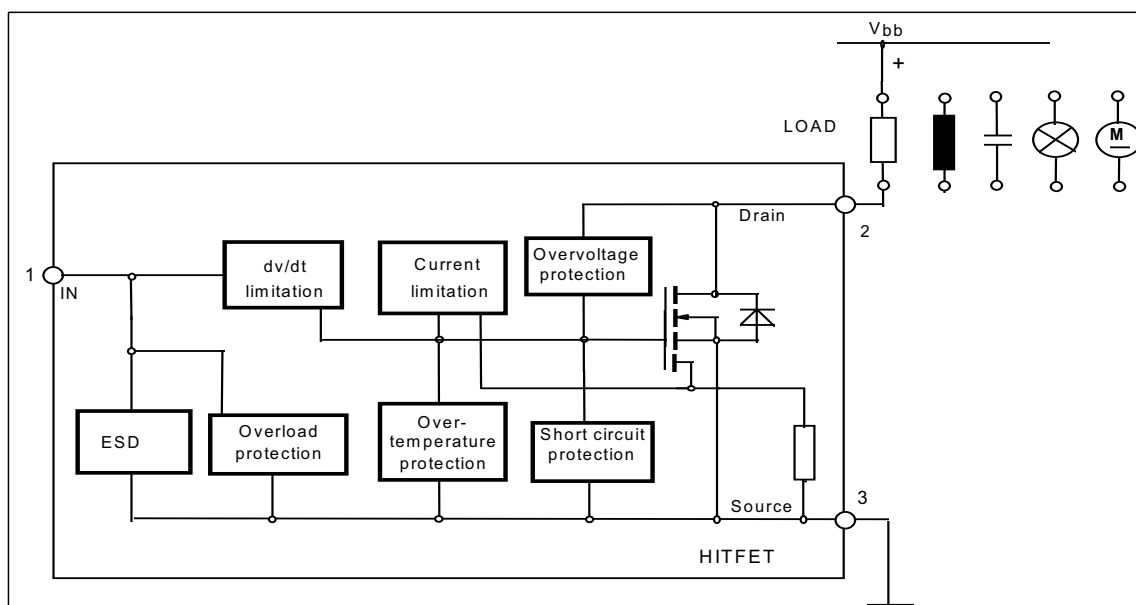 Vbb
+
LOAD
M
Drain
2
Overvoltage
protection
dv/dt
limitation
Current
limitation
1
IN
ESD
Overload
protection
Over-
temperature
protection
Short circuit
protection
Source
3
HITFET